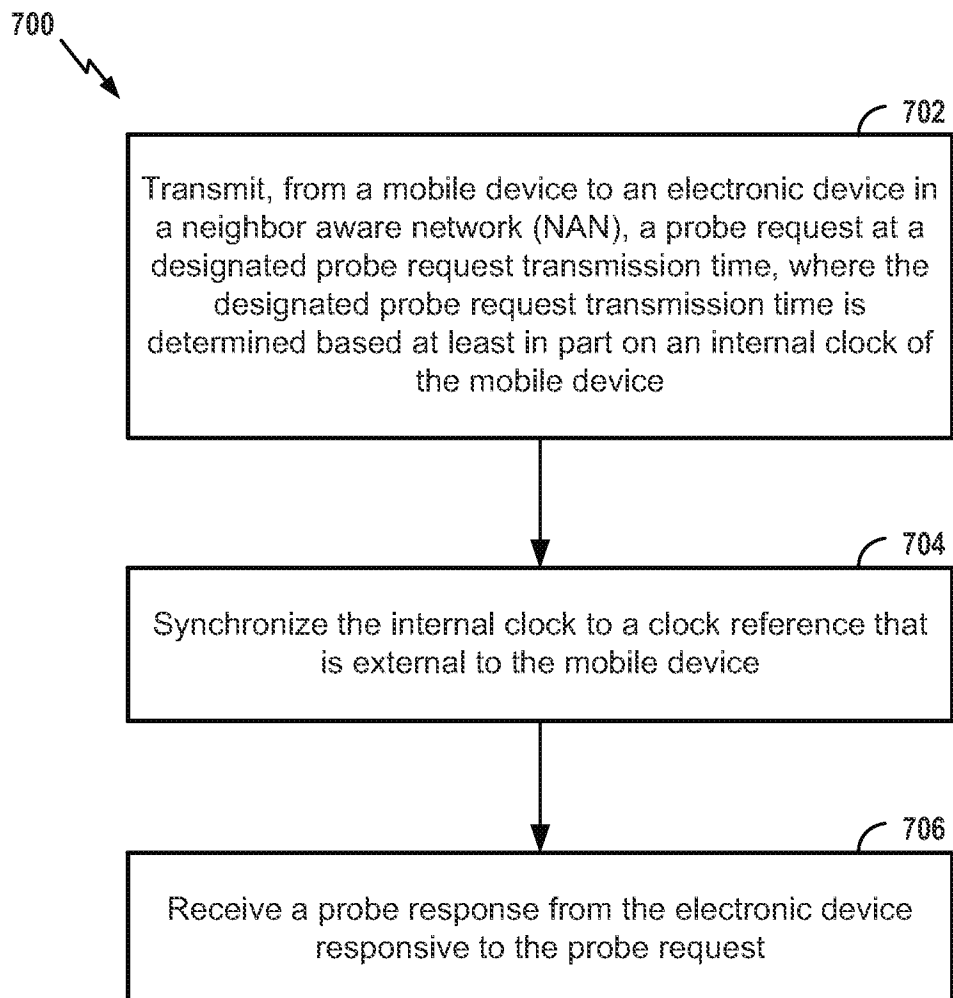 700
702
Transmit, from a mobile device to an electronic device in
a neighbor aware network (NAN), a probe request at a
designated probe request transmission time, where the
designated probe request transmission time is
determined based at least in part on an internal clock of
the mobile device
704
Synchronize the internal clock to a clock reference that
is external to the mobile device
706
Receive a probe response from the electronic device
responsive to the probe request